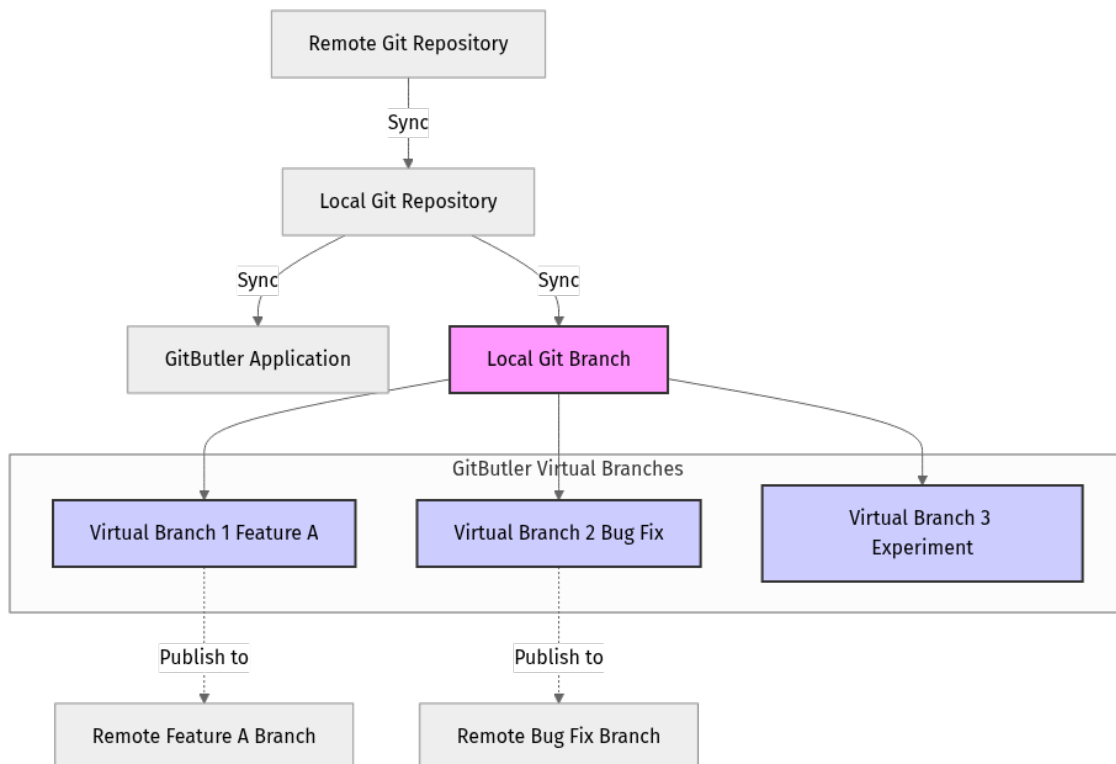 Remote Git Repository
Sync
Local Git Repository
Sync
Sync
GitButler Application
Local Git Branch
GitButler Virtual Branches
Virtual Branch 1 Feature A
Virtual Branch 2 Bug Fix
Virtual Branch 3
Experiment
Publish to
Publish to
Remote Feature A Branch
Remote Bug Fix Branch